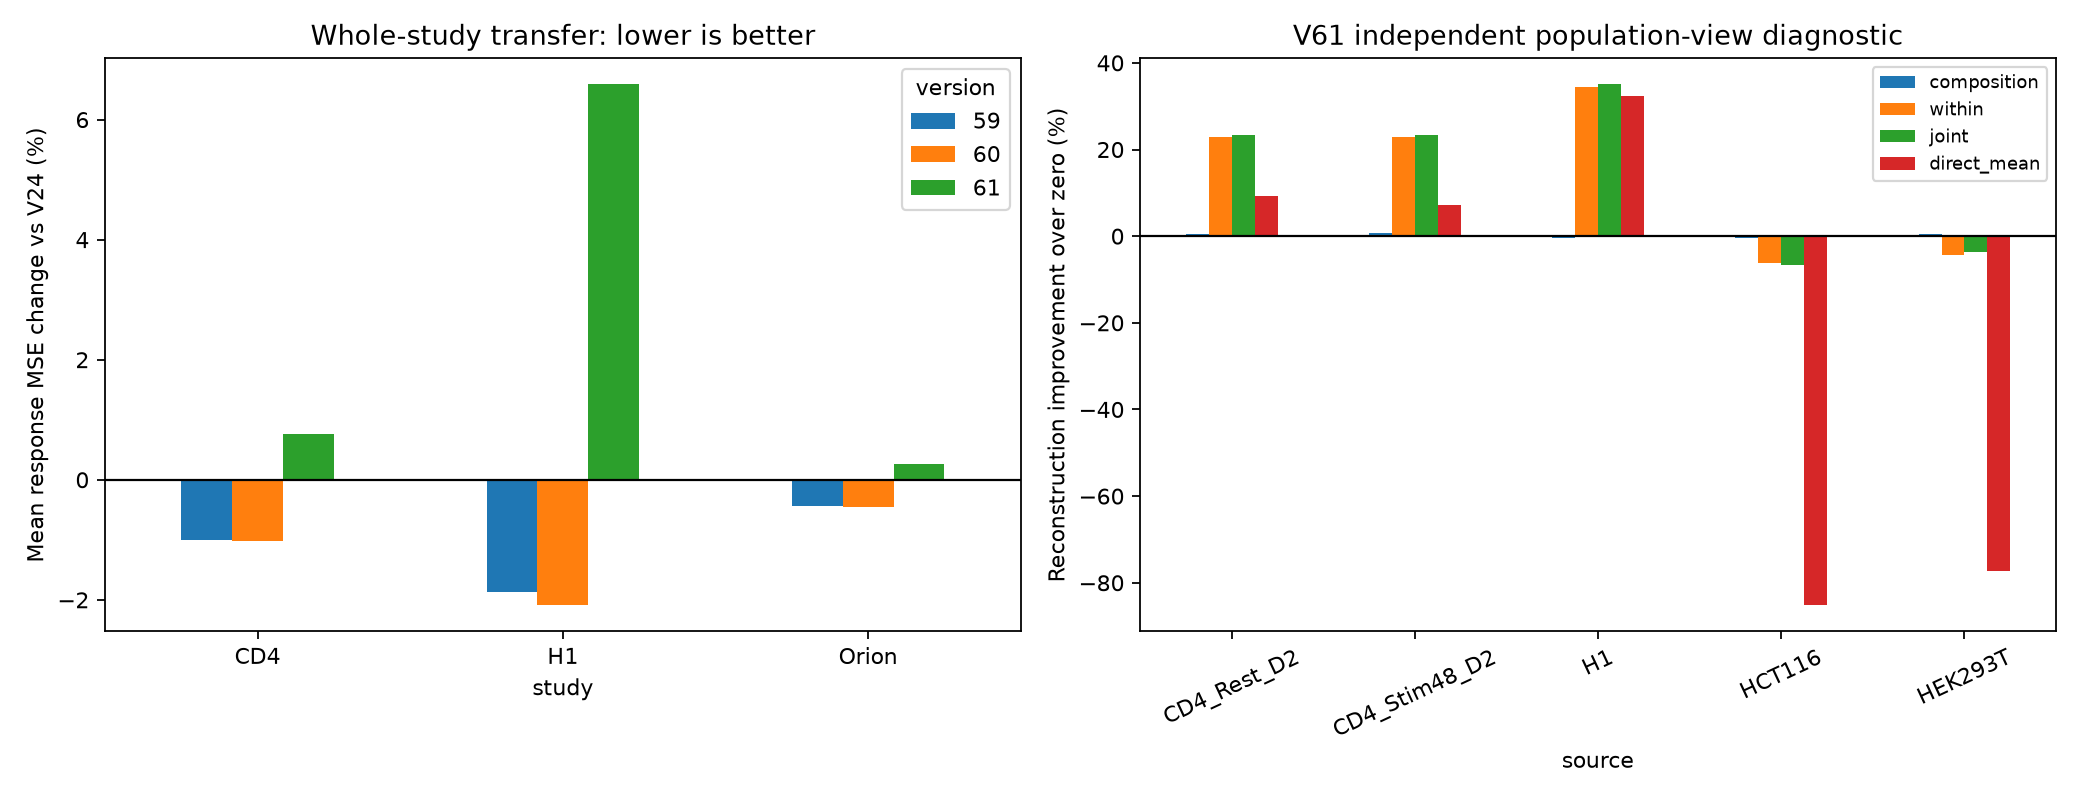 Whole-study transfer: lower is better
Mean response MSE change vs V24 (%)
6
4
2
0
−2
CD4
H1
Orion
study
version
59
60
61
V61 independent population-view diagnostic
Reconstruction improvement over zero (%)
40
20
0
−20
−40
−60
−80
CD4_Rest_D2
CD4_Stim48_D2
H1
HCT116
HEK293T
source
composition
within
joint
direct_mean